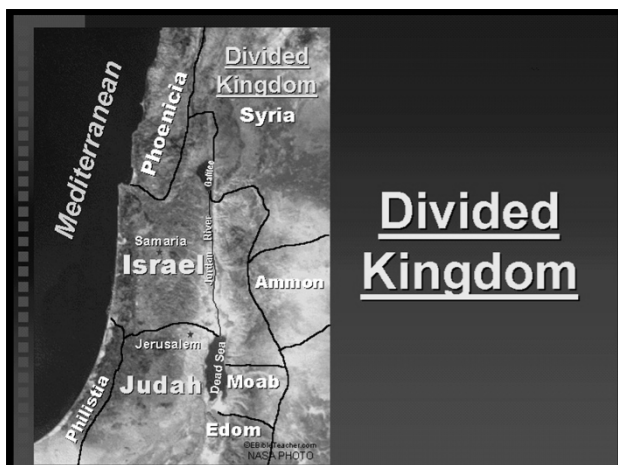 Divided
Kingdom
Syria
Phoenicia
Mediterranean
Galilee
Jordan River
Samaria
Israel
Ammon
Jerusalem
Dead Sea
Judah
Moab
Philistia
Edom
©EBibleTeacher.com
NASA PHOTO
Divided
Kingdom